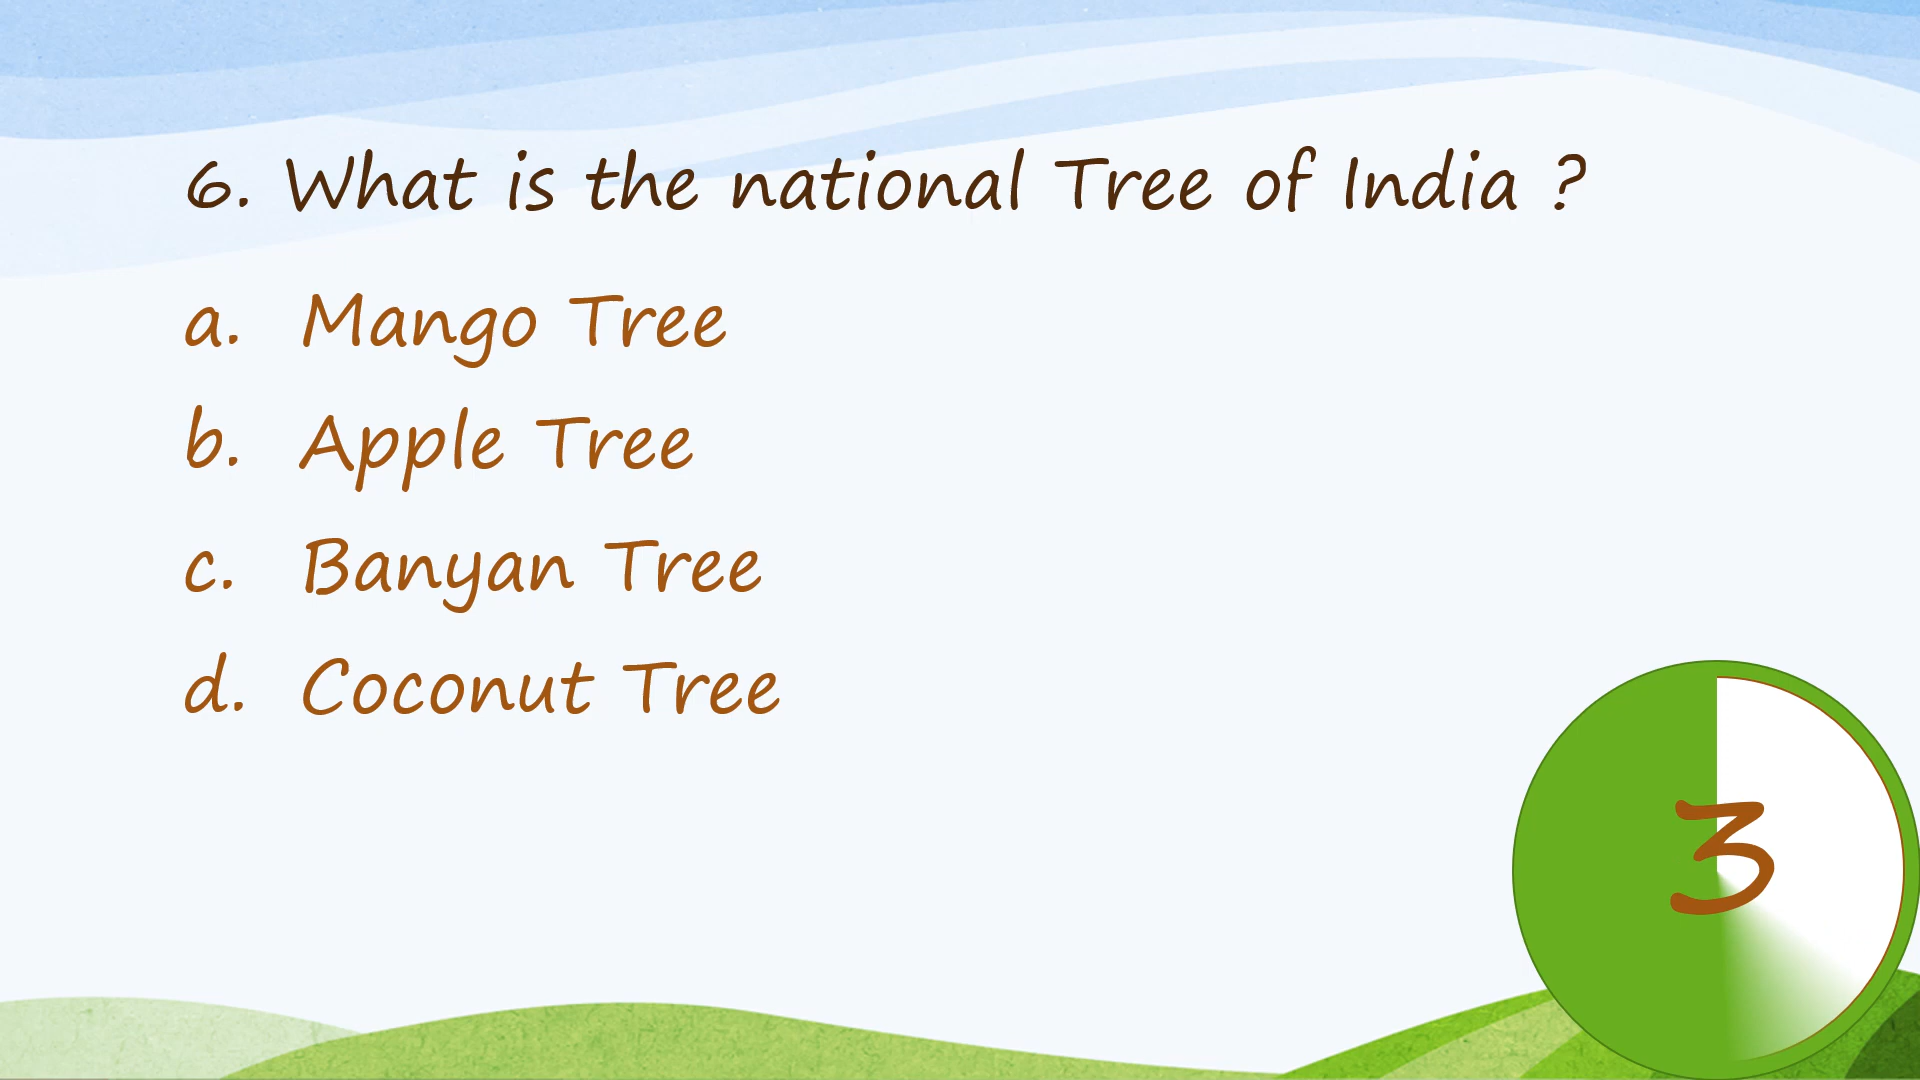 6. What is the national Tree of India ?
a. Mango Tree
b. Apple Tree
c. Banyan Tree
d. Coconut Tree
3